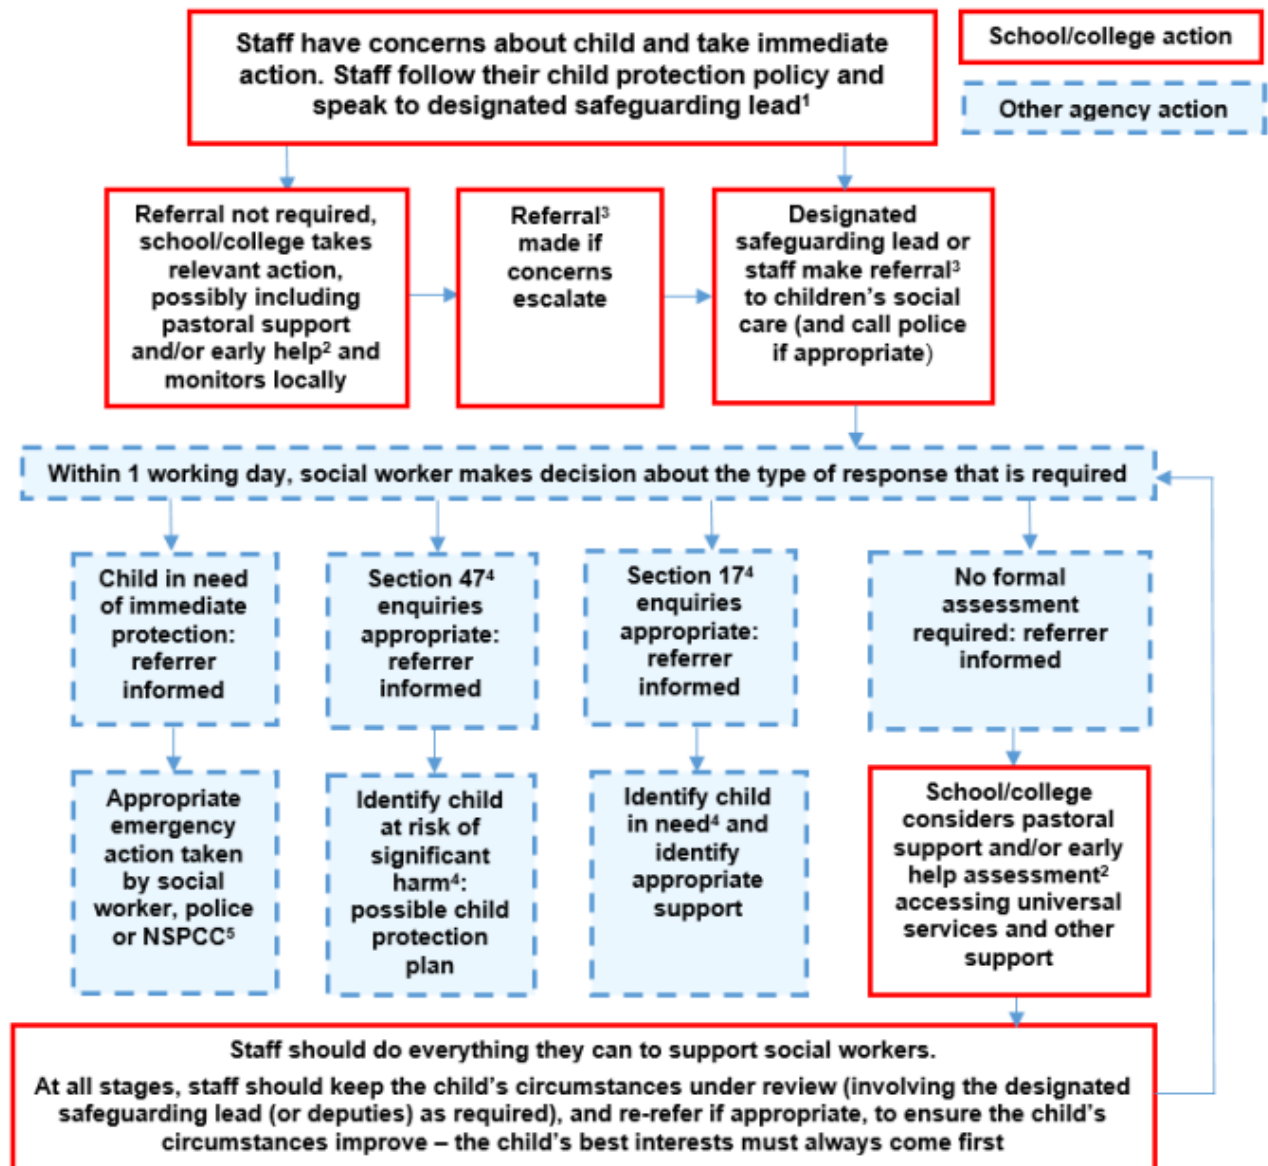 Staff have concerns about child and take immediate
action. Staff follow their child protection policy and
speak to designated safeguarding lead¹
School/college action
Other agency action
Referral not required,
school/college takes
relevant action,
possibly including
pastoral support
and/or early help² and
monitors locally
Referral³
made if
concerns
escalate
Designated
safeguarding lead or
staff make referral³
to children’s social
care (and call police
if appropriate)
Within 1 working day, social worker makes decision about the type of response that is required
Child in need
of immediate
protection:
referrer
informed
Section 47⁴
enquiries
appropriate:
referrer
informed
Section 17⁴
enquiries
appropriate:
referrer
informed
No formal
assessment
required: referrer
informed
Appropriate
emergency
action taken
by social
worker, police
or NSPCC⁵
Identify child
at risk of
significant
harm⁴:
possible child
protection
plan
Identify child
in need⁴ and
identify
appropriate
support
School/college
considers pastoral
support and/or early
help assessment²
accessing universal
services and other
support
Staff should do everything they can to support social workers.
At all stages, staff should keep the child’s circumstances under review (involving the designated
safeguarding lead (or deputies) as required), and re-refer if appropriate, to ensure the child’s
circumstances improve – the child’s best interests must always come first